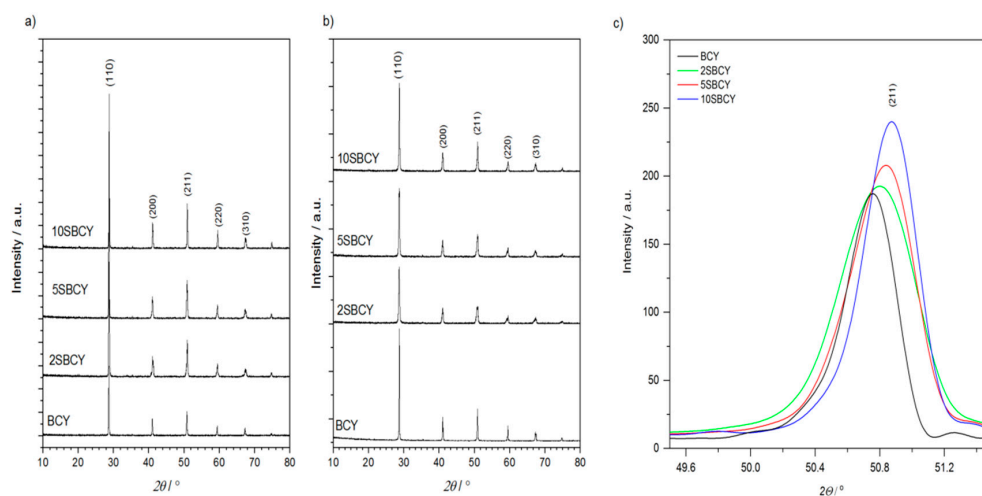 a)
(110)
(200)
(211)
(220)
(310)
10SBCY
5SBCY
2SBCY
BCY
Intensity / a.u.
10 20 30 40 50 60 70 80
2θ / °
b)
(110)
(200)
(211)
(220)
(310)
10SBCY
5SBCY
2SBCY
BCY
Intensity / a.u.
10 20 30 40 50 60 70 80
2θ / °
c)
300
250
200
150
100
50
0
BCY
2SBCY
5SBCY
10SBCY
(211)
Intensity / a.u.
49.6 50.0 50.4 50.8 51.2
2Θ / °